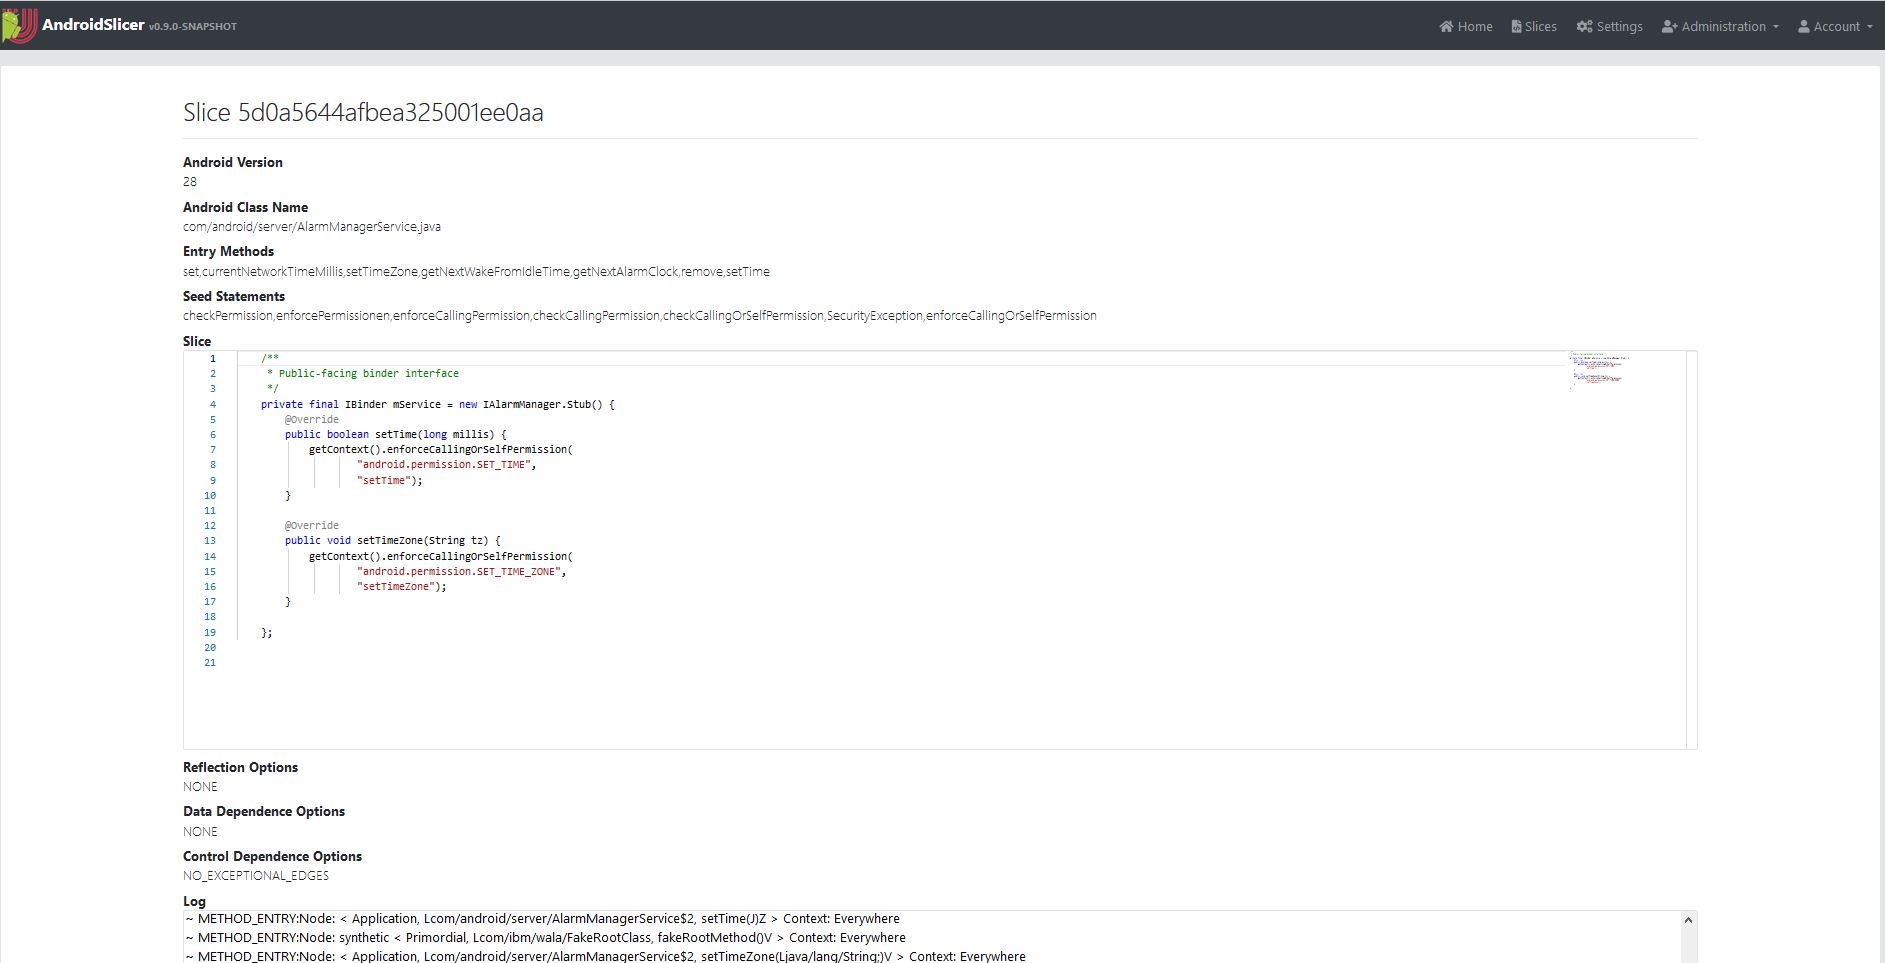 AndroidSlicer v0.9.0-SNAPSHOT
Home Slices Settings Administration Account
Slice 5d0a5644afbea325001ee0aa
Android Version
28
Android Class Name
com/android/server/AlarmManagerService.java
Entry Methods
set,currentNetworkTimeMillis,setTimeZone,getNextWakeFromIdleTime,getNextAlarmClock,remove,setTime
Seed Statements
checkPermission,enforcePermissionen,enforceCallingPermission,checkCallingPermission,checkCallingOrSelfPermission,SecurityException,enforceCallingOrSelfPermission
Slice
1 /**
2 * Public-facing binder interface
3 */
4 private final IBinder mService = new IAlarmManager.Stub() {
5 @Override
6 public boolean setTime(long millis) {
7 getContext().enforceCallingOrSelfPermission(
8 "android.permission.SET_TIME",
9 "setTime");
10 }
11
12 @Override
13 public void setTimeZone(String tz) {
14 getContext().enforceCallingOrSelfPermission(
15 "android.permission.SET_TIME_ZONE",
16 "setTimeZone");
17 }
18
19 };
20
21
Reflection Options
NONE
Data Dependence Options
NONE
Control Dependence Options
NO_EXCEPTIONAL_EDGES
Log
~ METHOD_ENTRY:Node: < Application, Lcom/android/server/AlarmManagerService$2, setTime(J)Z > Context: Everywhere
~ METHOD_ENTRY:Node: synthetic < Primordial, Lcom/ibm/wala/FakeRootClass, fakeRootMethod()V > Context: Everywhere
~ METHOD_ENTRY:Node: < Application, Lcom/android/server/AlarmManagerService$2, setTimeZone(Ljava/lang/String;)V > Context: Everywhere